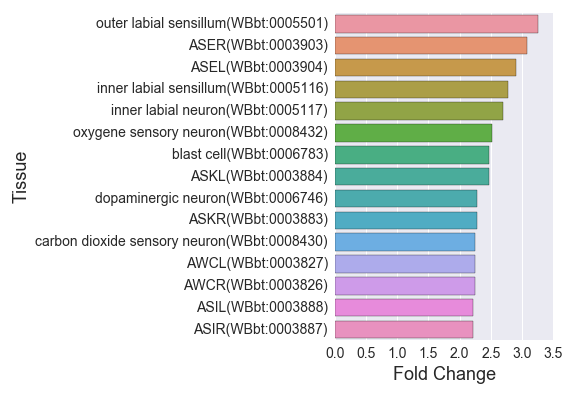 outer labial sensillum(WBbt:0005501)
ASER(WBbt:0003903)
ASEL(WBbt:0003904)
inner labial sensillum(WBbt:0005116)
inner labial neuron(WBbt:0005117)
oxygene sensory neuron(WBbt:0008432)
blast cell(WBbt:0006783)
ASKL(WBbt:0003884)
dopaminergic neuron(WBbt:0006746)
ASKR(WBbt:0003883)
carbon dioxide sensory neuron(WBbt:0008430)
AWCL(WBbt:0003827)
AWCR(WBbt:0003826)
ASIL(WBbt:0003888)
ASIR(WBbt:0003887)
Tissue
0.0 0.5 1.0 1.5 2.0 2.5 3.0 3.5
Fold Change